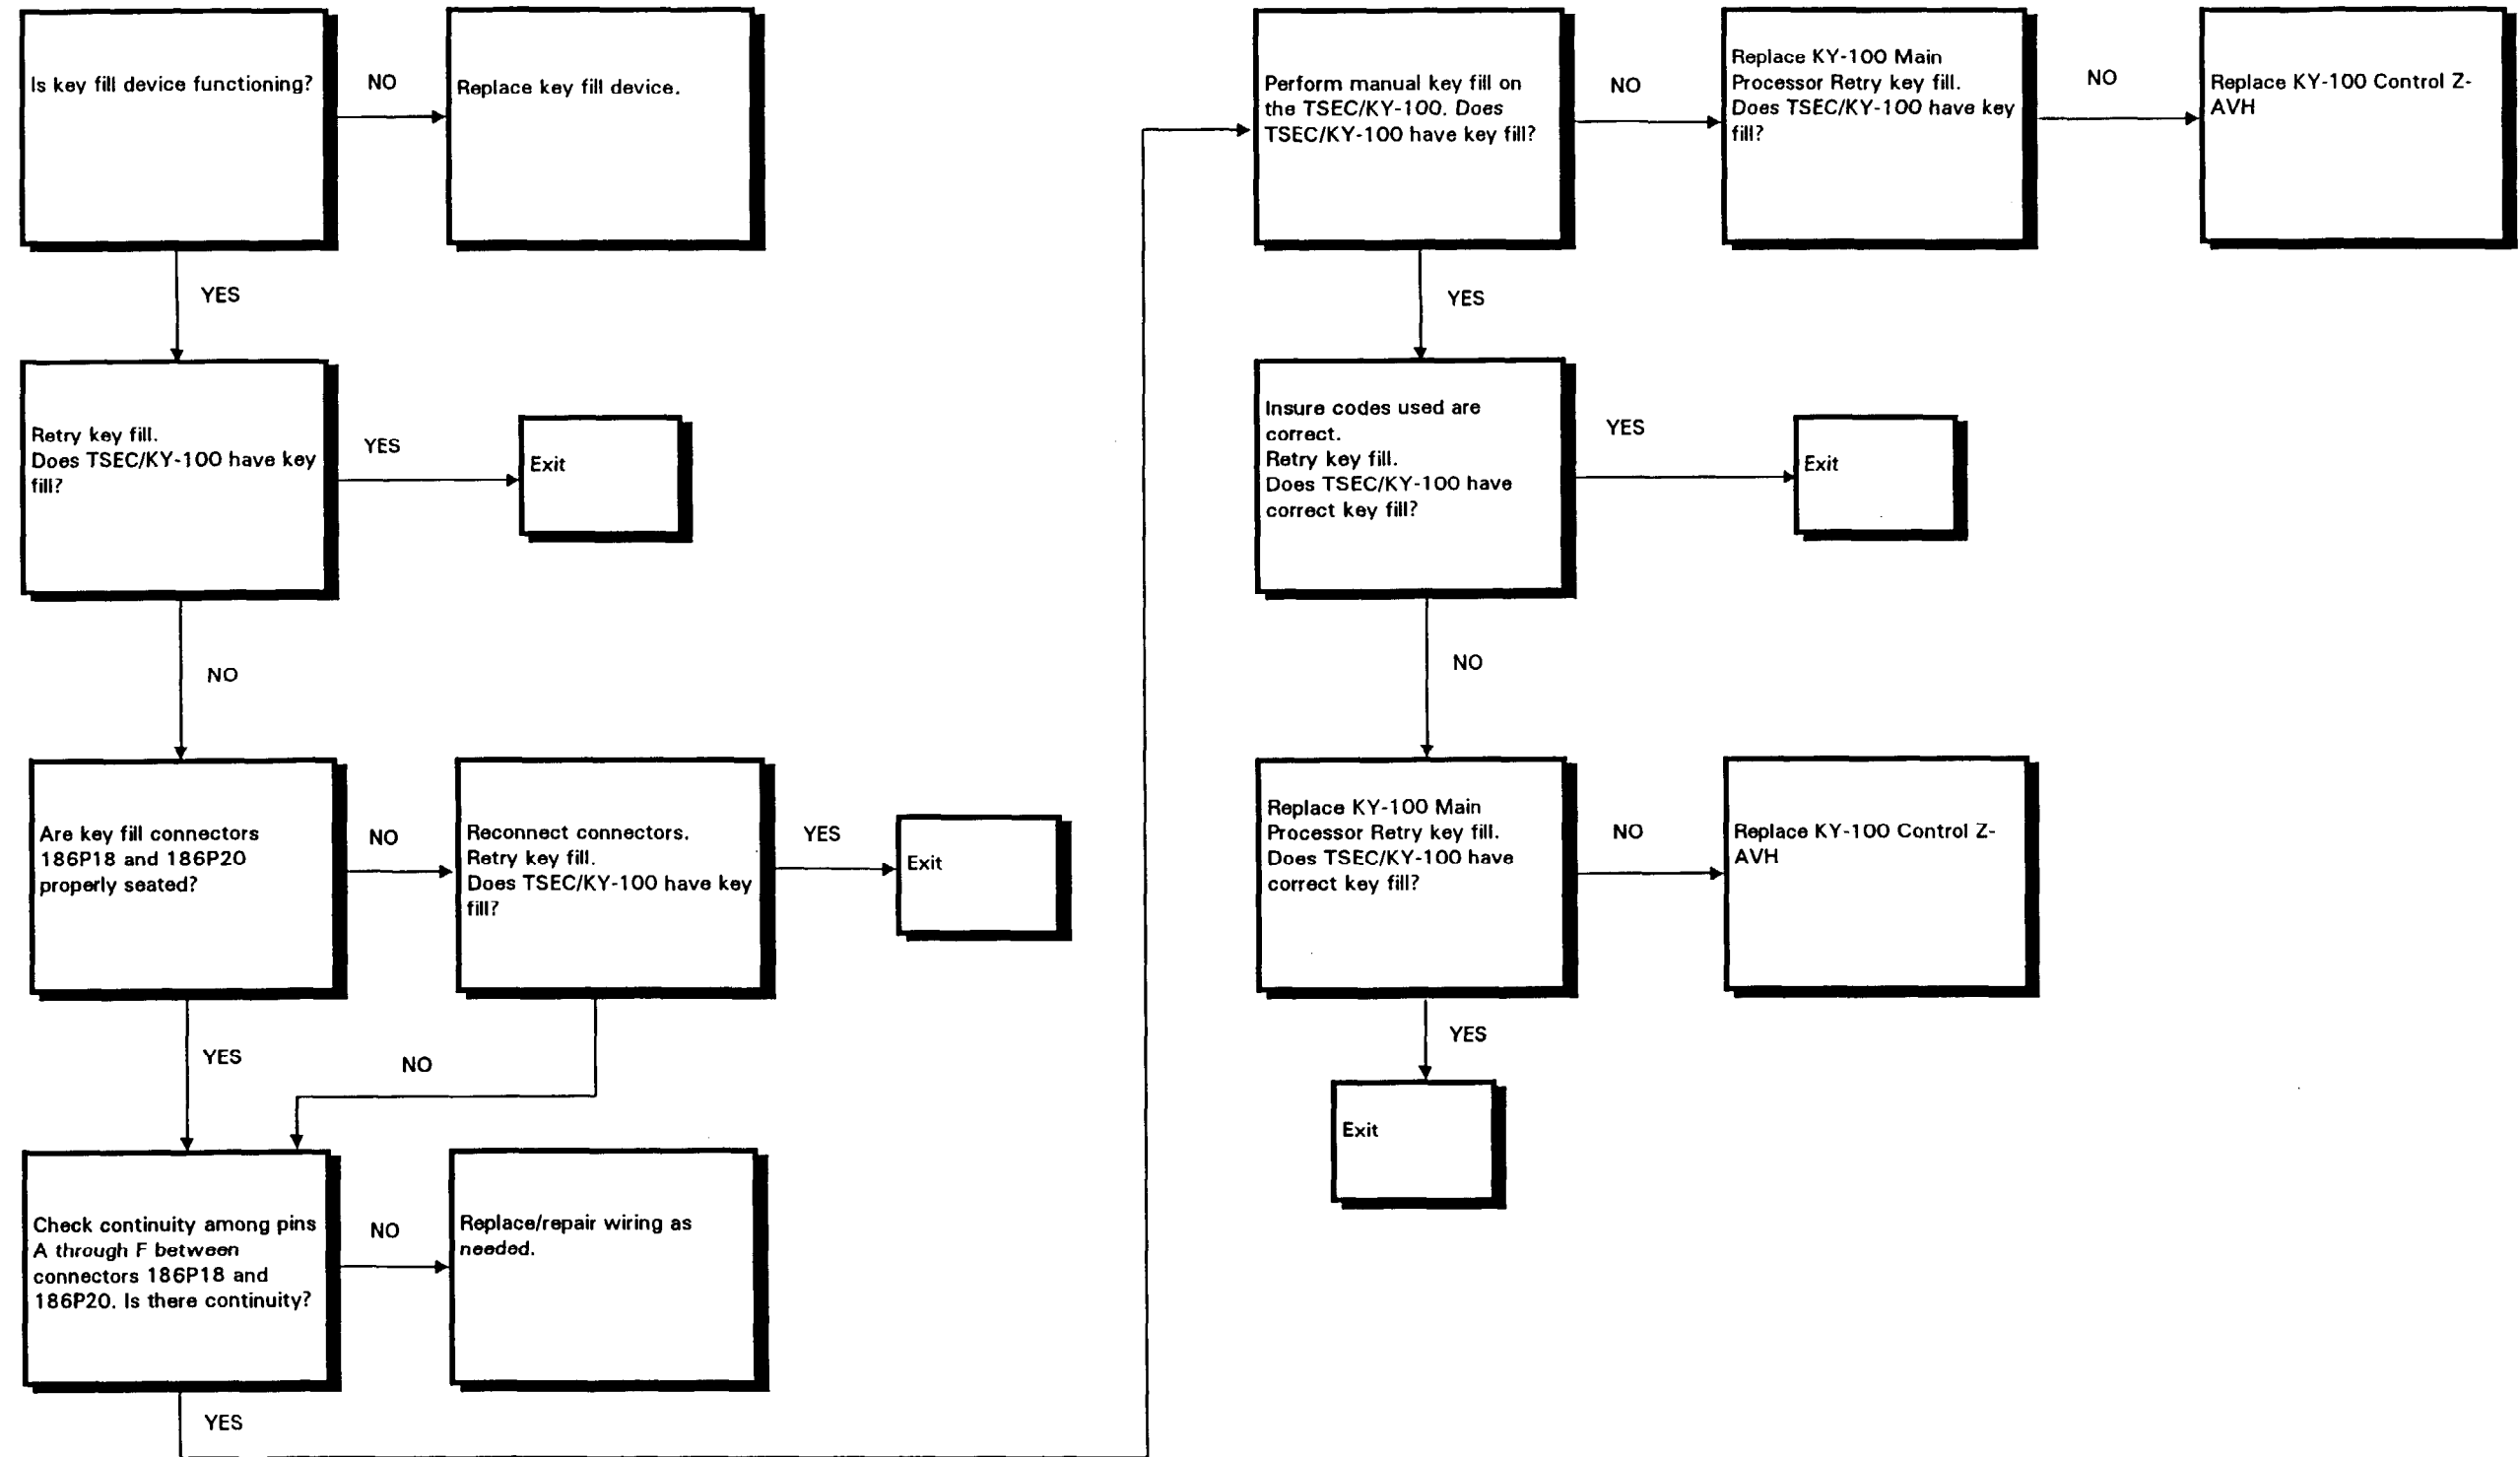 Is key fill device functioning?
NO
Replace key fill device.
YES
Retry key fill.
Does TSEC/KY-100 have key
fill?
YES
Exit
NO
Are key fill connectors
186P18 and 186P20
properly seated?
NO
Reconnect connectors.
Retry key fill.
Does TSEC/KY-100 have key
fill?
YES
Exit
YES
NO
Check continuity among pins
A through F between
connectors 186P18 and
186P20. Is there continuity?
NO
Replace/repair wiring as
needed.
YES
Perform manual key fill on
the TSEC/KY-100. Does
TSEC/KY-100 have key fill?
NO
Replace KY-100 Main
Processor Retry key fill.
Does TSEC/KY-100 have key
fill?
NO
Replace KY-100 Control Z-
AVH
YES
Insure codes used are
correct.
Retry key fill.
Does TSEC/KY-100 have
correct key fill?
YES
Exit
NO
Replace KY-100 Main
Processor Retry key fill.
Does TSEC/KY-100 have
correct key fill?
NO
Replace KY-100 Control Z-
AVH
YES
Exit